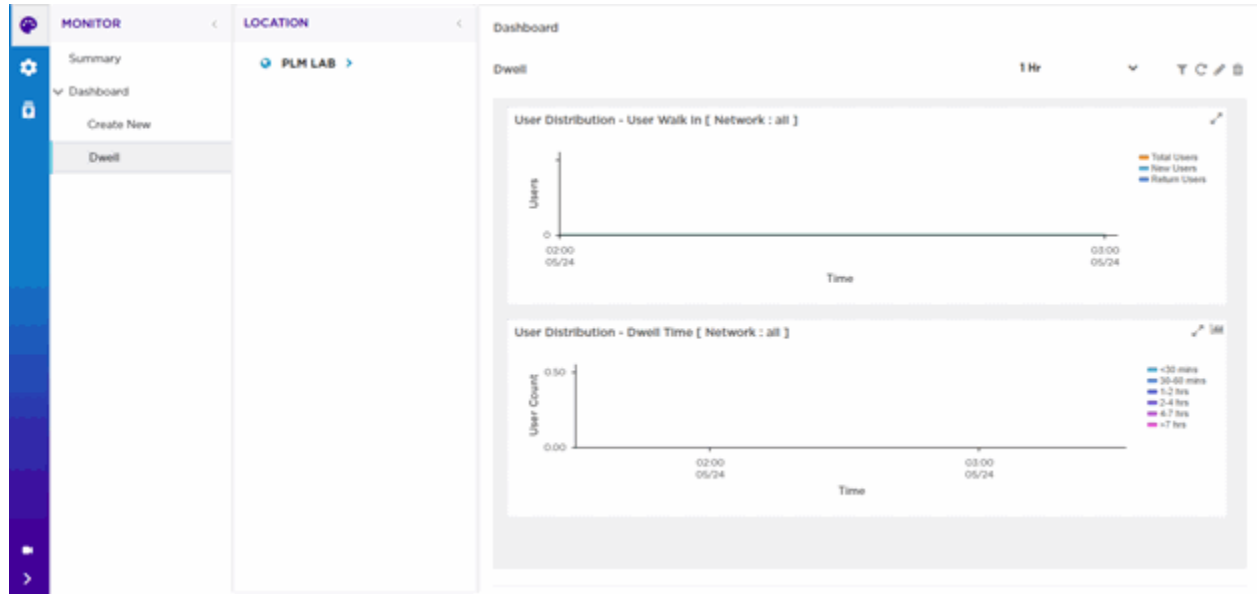 MONITOR
Summary
Dashboard
Create New
Dwell
LOCATION
PLM LAB
Dashboard
Dwell
1 Hr
User Distribution - User Walk In [ Network : all ]
Users
0
02:00
05/24
03:00
05/24
Time
Total Users
New Users
Return Users
User Distribution - Dwell Time [ Network : all ]
User Count
0.50
0.00
02:00
05/24
03:00
05/24
Time
<30 mins
30-60 mins
1-2 hrs
2-4 hrs
4-7 hrs
>7 hrs